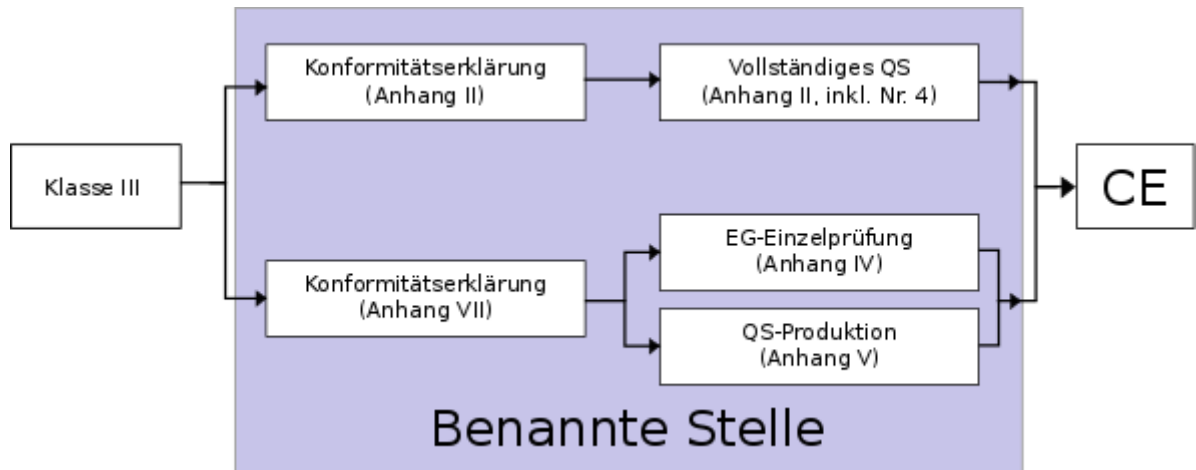 Klasse III
Konformitätserklärung
(Anhang II)
Vollständiges QS
(Anhang II, inkl. Nr. 4)
Konformitätserklärung
(Anhang VII)
EG-Einzelprüfung
(Anhang IV)
QS-Produktion
(Anhang V)
CE
Benannte Stelle